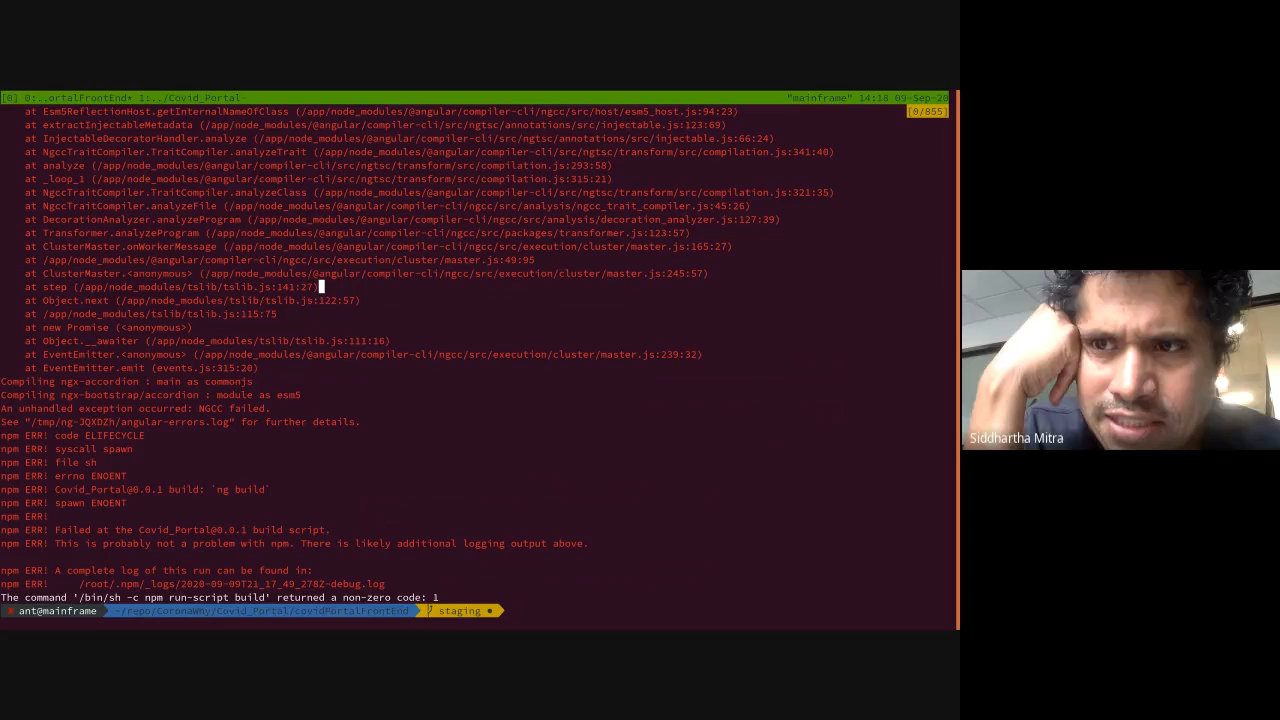 [0] 0:..ortalFrontEnd* 1:../Covid_Portal- "mainframe" 14:18 09-Sep-20
[0/855]
at Esm5ReflectionHost.getInternalNameOfClass (/app/node_modules/@angular/compiler-cli/ngcc/src/host/esm5_host.js:94:23)
at extractInjectableMetadata (/app/node_modules/@angular/compiler-cli/src/ngtsc/annotations/src/injectable.js:123:69)
at InjectableDecoratorHandler.analyze (/app/node_modules/@angular/compiler-cli/src/ngtsc/annotations/src/injectable.js:66:24)
at NgccTraitCompiler.TraitCompiler.analyzeTrait (/app/node_modules/@angular/compiler-cli/src/ngtsc/transform/src/compilation.js:341:40)
at analyze (/app/node_modules/@angular/compiler-cli/src/ngtsc/transform/src/compilation.js:293:58)
at _loop_1 (/app/node_modules/@angular/compiler-cli/src/ngtsc/transform/src/compilation.js:315:21)
at NgccTraitCompiler.TraitCompiler.analyzeClass (/app/node_modules/@angular/compiler-cli/src/ngtsc/transform/src/compilation.js:321:35)
at NgccTraitCompiler.analyzeFile (/app/node_modules/@angular/compiler-cli/ngcc/src/analysis/ngcc_trait_compiler.js:45:26)
at DecorationAnalyzer.analyzeProgram (/app/node_modules/@angular/compiler-cli/ngcc/src/analysis/decoration_analyzer.js:127:39)
at Transformer.analyzeProgram (/app/node_modules/@angular/compiler-cli/ngcc/src/packages/transformer.js:123:57)
at ClusterMaster.onWorkerMessage (/app/node_modules/@angular/compiler-cli/ngcc/src/execution/cluster/master.js:165:27)
at /app/node_modules/@angular/compiler-cli/ngcc/src/execution/cluster/master.js:49:95
at ClusterMaster.<anonymous> (/app/node_modules/@angular/compiler-cli/ngcc/src/execution/cluster/master.js:245:57)
at step (/app/node_modules/tslib/tslib.js:141:27)
at Object.next (/app/node_modules/tslib/tslib.js:122:57)
at /app/node_modules/tslib/tslib.js:115:75
at new Promise (<anonymous>)
at Object.__awaiter (/app/node_modules/tslib/tslib.js:111:16)
at EventEmitter.<anonymous> (/app/node_modules/@angular/compiler-cli/ngcc/src/execution/cluster/master.js:239:32)
at EventEmitter.emit (events.js:315:20)
Compiling ngx-accordion : main as commonjs
Compiling ngx-bootstrap/accordion : module as esm5
An unhandled exception occurred: NGCC failed.
See "/tmp/ng-JQXDZh/angular-errors.log" for further details.
npm ERR! code ELIFECYCLE
npm ERR! syscall spawn
npm ERR! file sh
npm ERR! errno ENOENT
npm ERR! Covid_Portal@0.0.1 build: `ng build`
npm ERR! spawn ENOENT
npm ERR!
npm ERR! Failed at the Covid_Portal@0.0.1 build script.
npm ERR! This is probably not a problem with npm. There is likely additional logging output above.
npm ERR! A complete log of this run can be found in:
npm ERR! /root/.npm/_logs/2020-09-09T21_17_49_278Z-debug.log
The command '/bin/sh -c npm run-script build' returned a non-zero code: 1
ant@mainframe ~/repo/CoronaWhy/Covid_Portal/covidPortalFrontEnd staging
Siddhartha Mitra